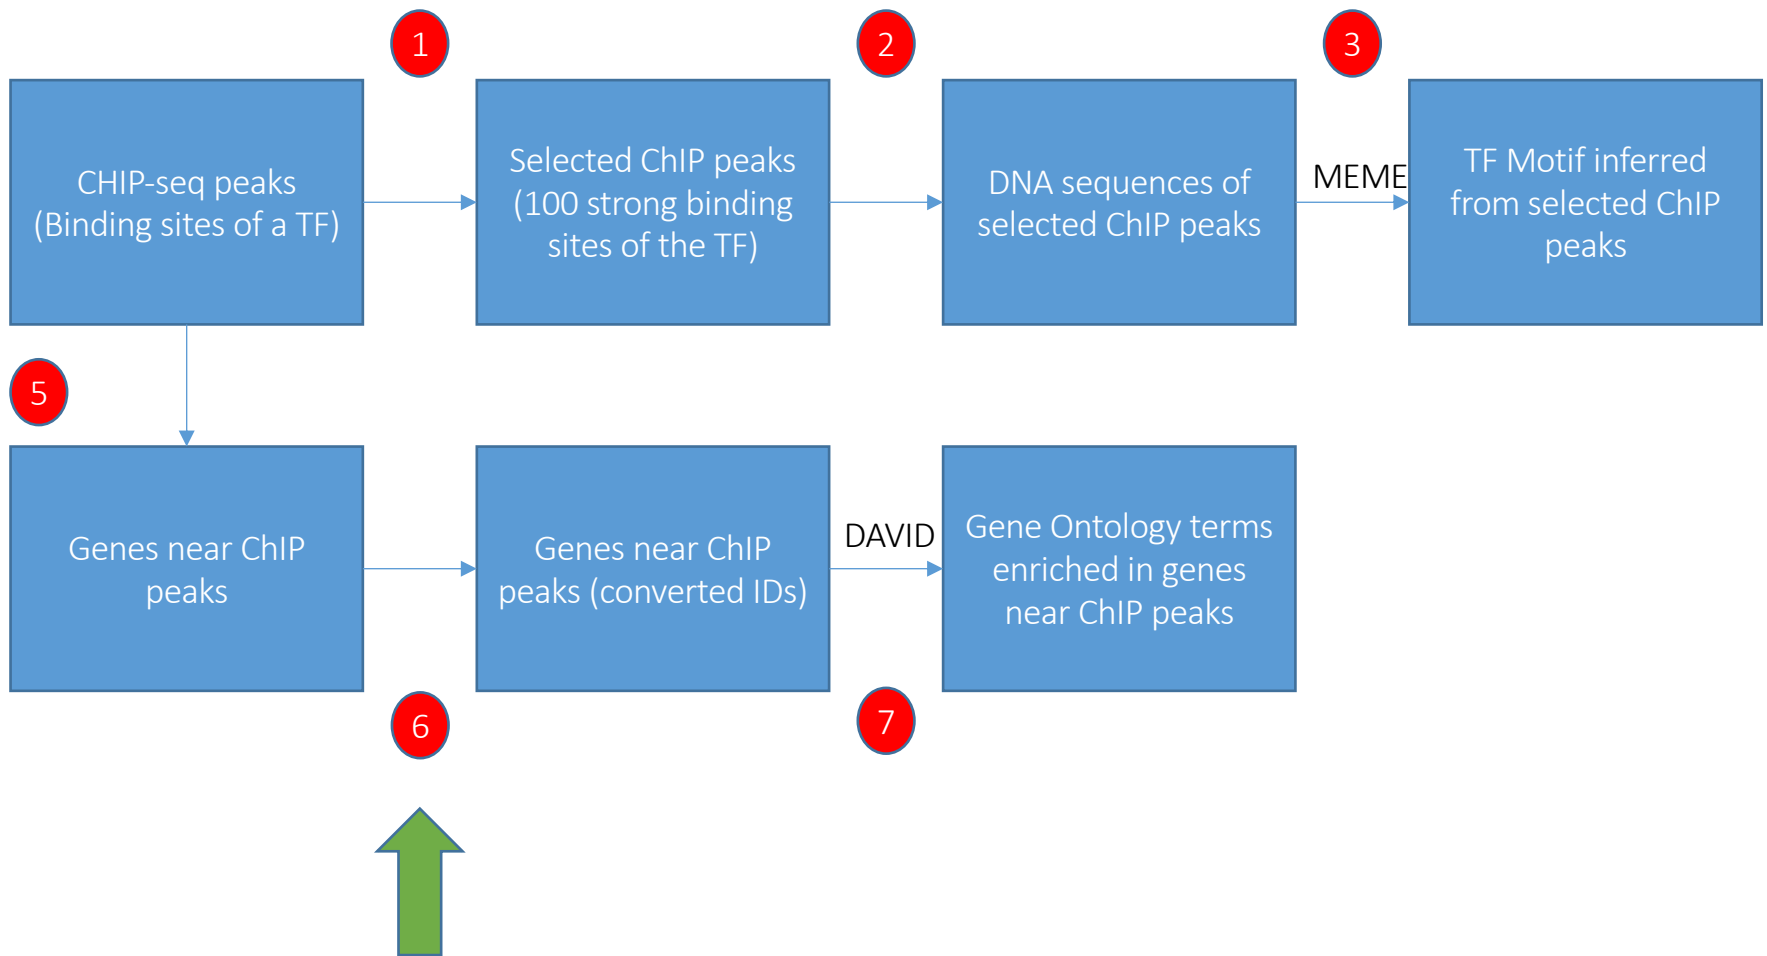 1
2
3
CHIP-seq peaks
(Binding sites of a TF)
Selected ChIP peaks
(100 strong binding
sites of the TF)
DNA sequences of
selected ChIP peaks
MEME
TF Motif inferred
from selected ChIP
peaks
5
Genes near ChIP
peaks
Genes near ChIP
peaks (converted IDs)
DAVID
Gene Ontology terms
enriched in genes
near ChIP peaks
6
7